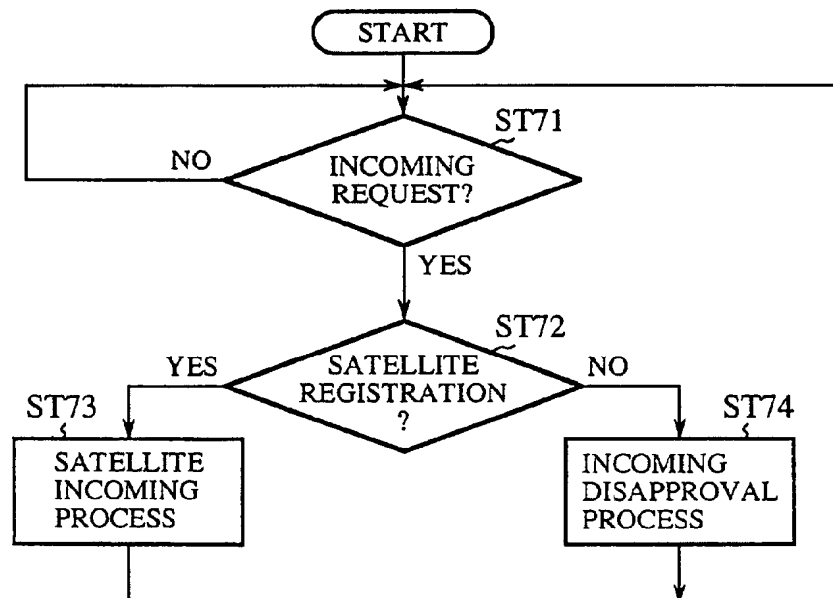 START
ST71
NO
INCOMING
REQUEST?
YES
ST72
YES
SATELLITE
REGISTRATION
?
NO
ST73
ST74
SATELLITE
INCOMING
PROCESS
INCOMING
DISAPPROVAL
PROCESS